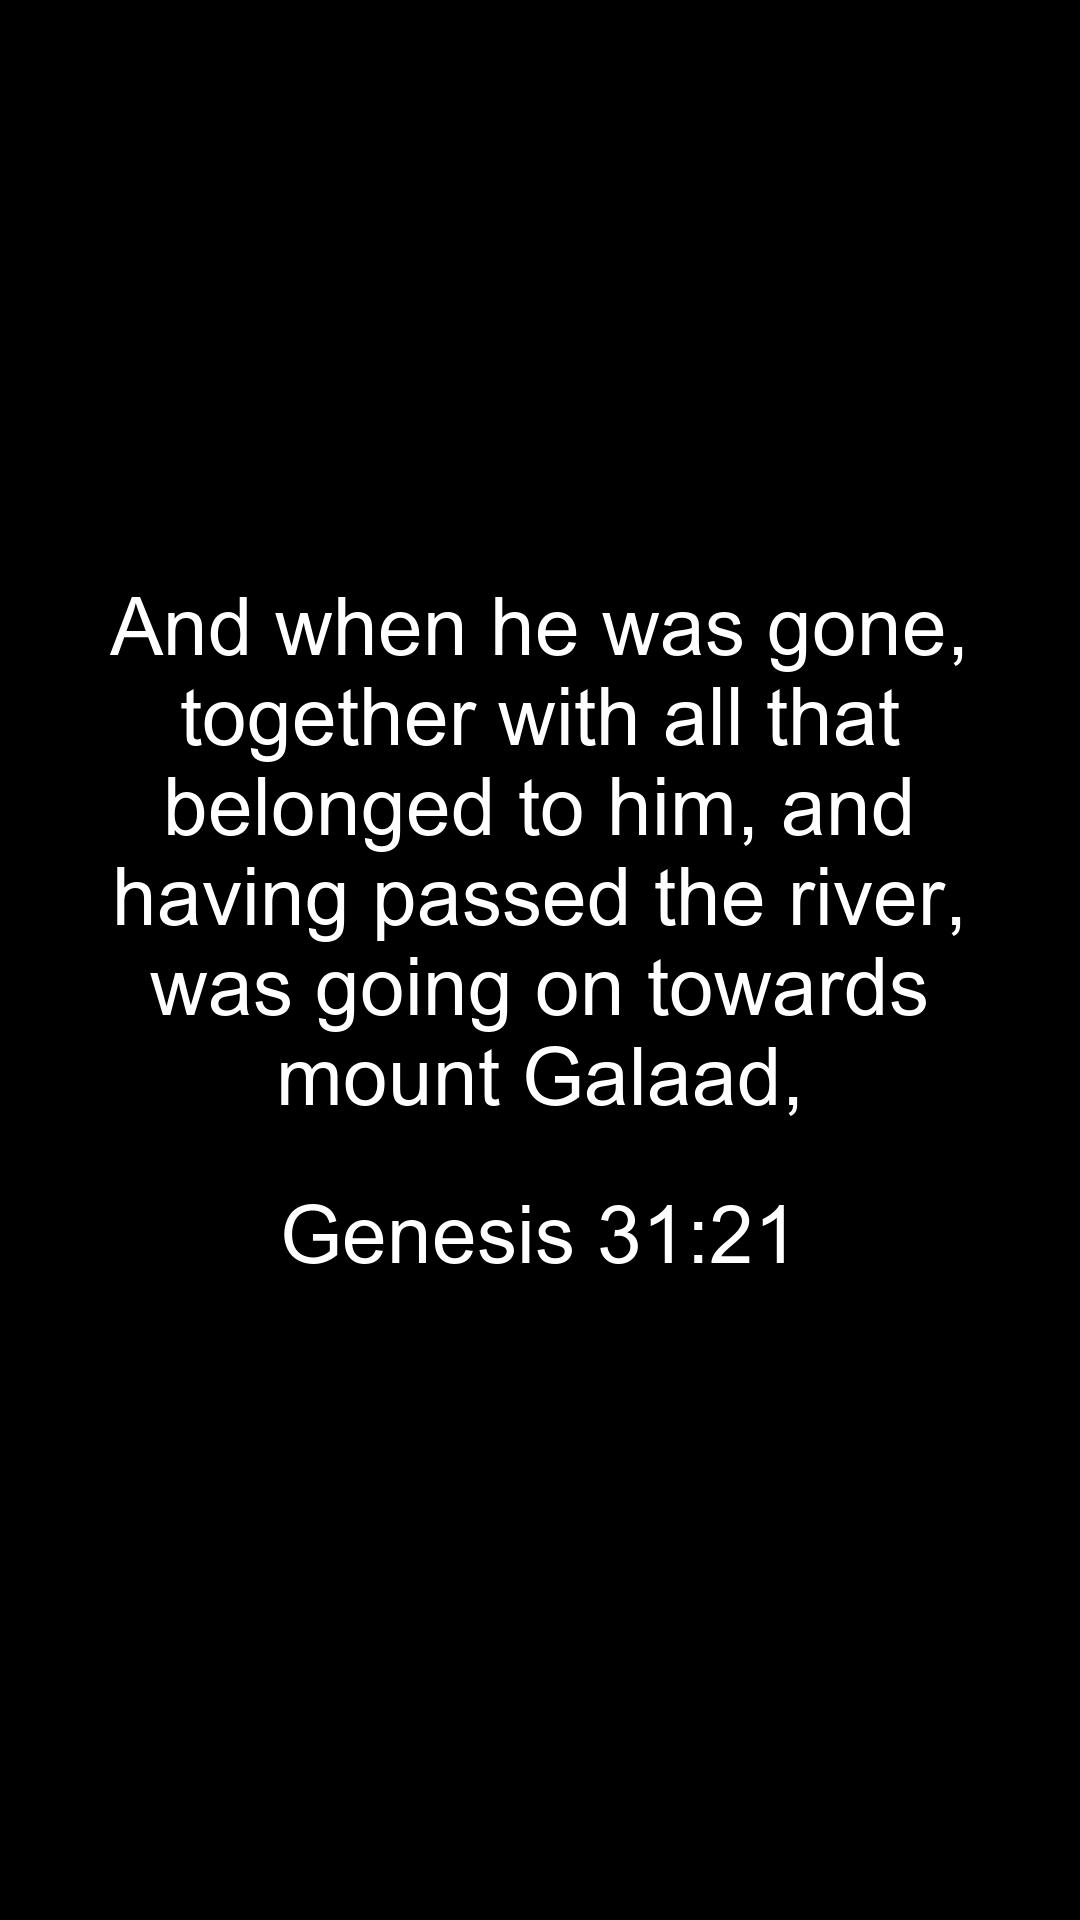 And when he was gone,
together with all that
belonged to him, and
having passed the river,
was going on towards
mount Galaad,
Genesis 31:21